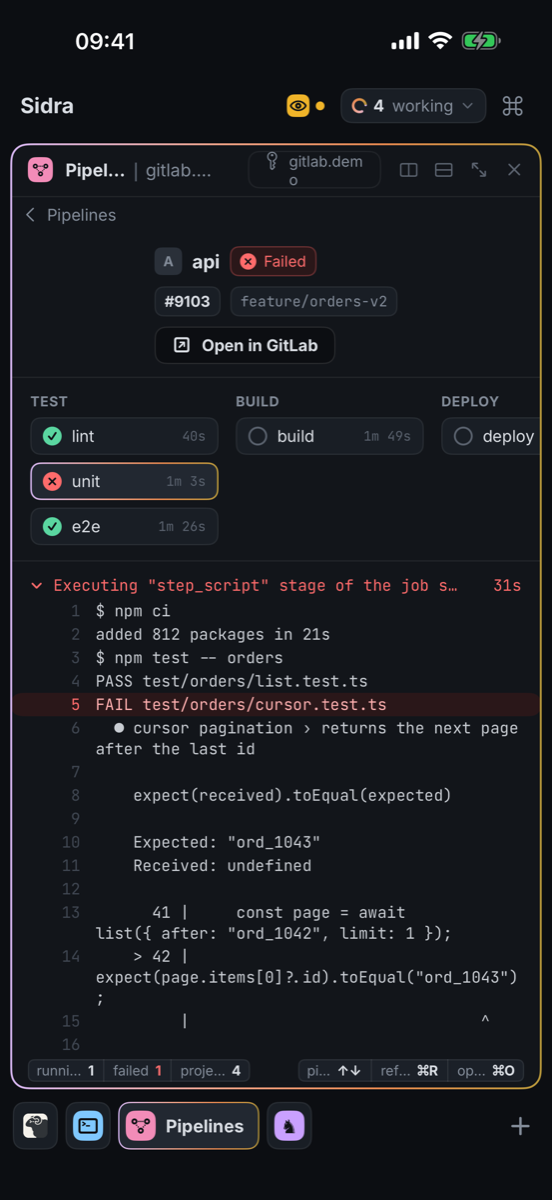 09:41
Sidra
4 working
Pipel... | gitlab....
gitlab.dem
o
Pipelines
A api Failed
#9103 feature/orders-v2
Open in GitLab
TEST BUILD DEPLOY
lint 40s build 1m 49s deploy
unit 1m 3s
e2e 1m 26s
Executing "step_script" stage of the job s… 31s
1 $ npm ci
2 added 812 packages in 21s
3 $ npm test -- orders
4 PASS test/orders/list.test.ts
5 FAIL test/orders/cursor.test.ts
6 ● cursor pagination › returns the next page
after the last id
7
8 expect(received).toEqual(expected)
9
10 Expected: "ord_1043"
11 Received: undefined
12
13 41 | const page = await
list({ after: "ord_1042", limit: 1 });
14 > 42 |
expect(page.items[0]?.id).toEqual("ord_1043")
;
15 | ^
16
runni... 1 failed 1 proje... 4 pi... ↑↓ ref... ⌘R op... ⌘O
Pipelines